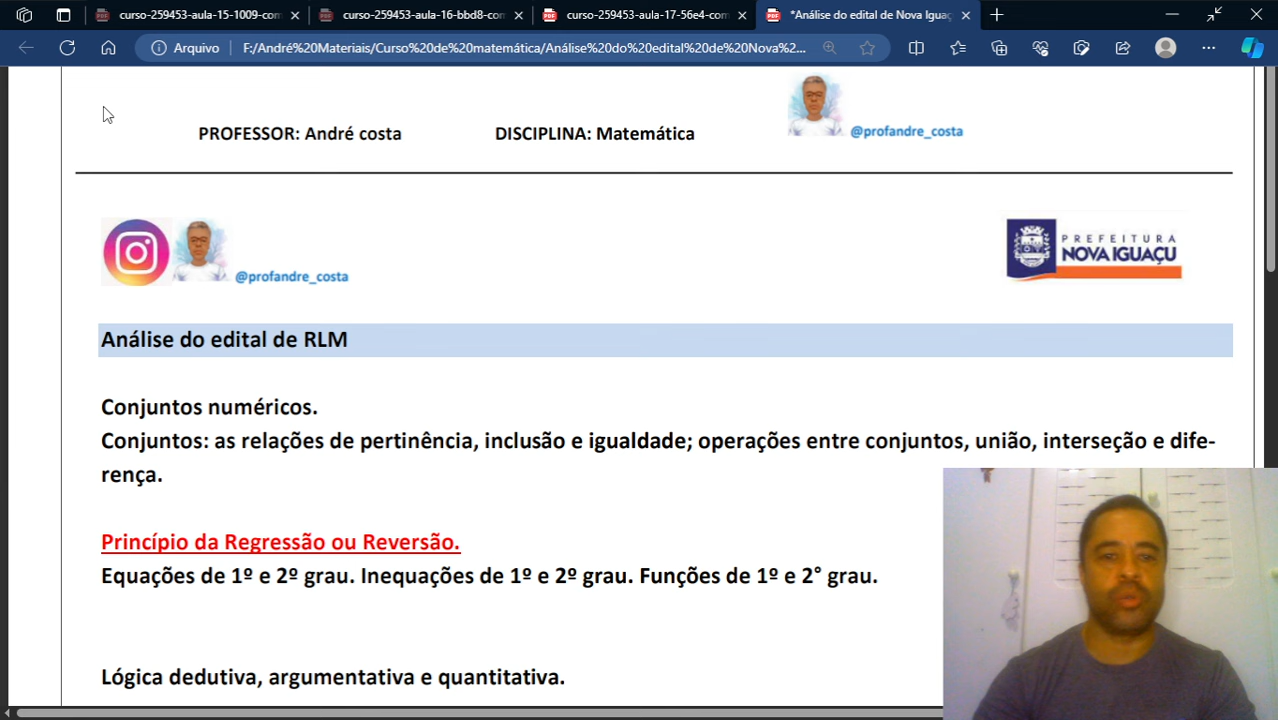 curso-259453-aula-15-1009-con
curso-259453-aula-16-bbd8-con
curso-259453-aula-17-56e4-con
*Análise do edital de Nova Iguaç
Arquivo
F:/André%20Materiais/Curso%20de%20matemática/Análise%20do%20edital%20de%20Nova%2...
PROFESSOR: André costa
DISCIPLINA: Matemática
@profandre_costa
@profandre_costa
PREFEITURA
NOVA IGUAÇU
Análise do edital de RLM
Conjuntos numéricos.
Conjuntos: as relações de pertinência, inclusão e igualdade; operações entre conjuntos, união, interseção e dife-
rença.
Princípio da Regressão ou Reversão.
Equações de 1º e 2º grau. Inequações de 1º e 2º grau. Funções de 1º e 2° grau.
Lógica dedutiva, argumentativa e quantitativa.